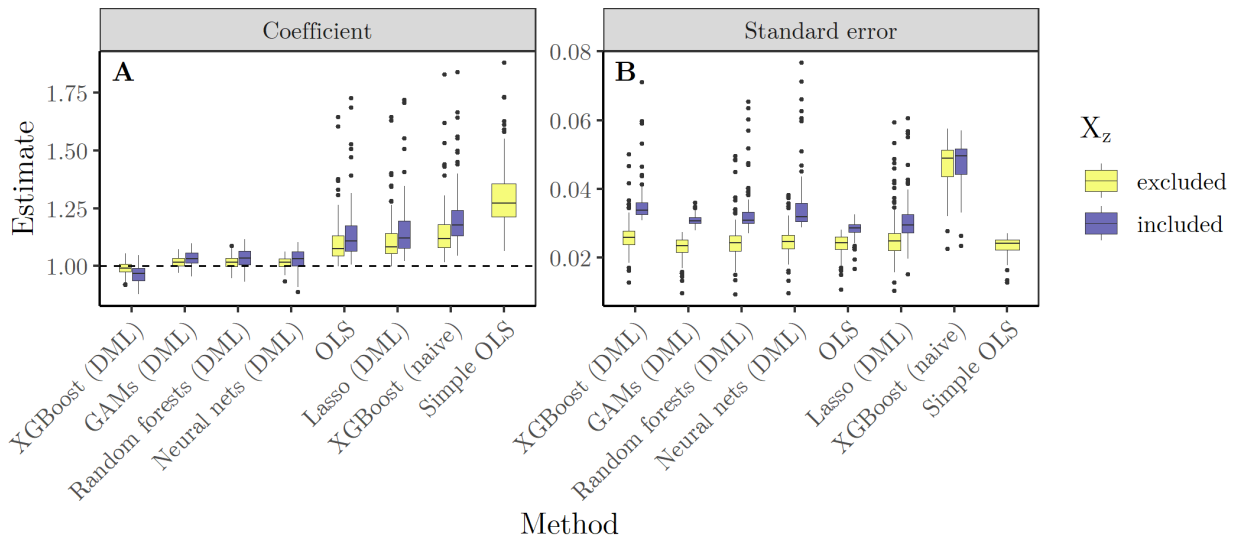 Coefficient
Standard error
A
B
Estimate
1.75
1.50
1.25
1.00
0.08
0.06
0.04
0.02
XGBoost (DML)
GAMs (DML)
Random forests (DML)
Neural nets (DML)
OLS
Lasso (DML)
XGBoost (naive)
Simple OLS
XGBoost (DML)
GAMs (DML)
Random forests (DML)
Neural nets (DML)
OLS
Lasso (DML)
XGBoost (naive)
Simple OLS
Method
X_z
excluded
included